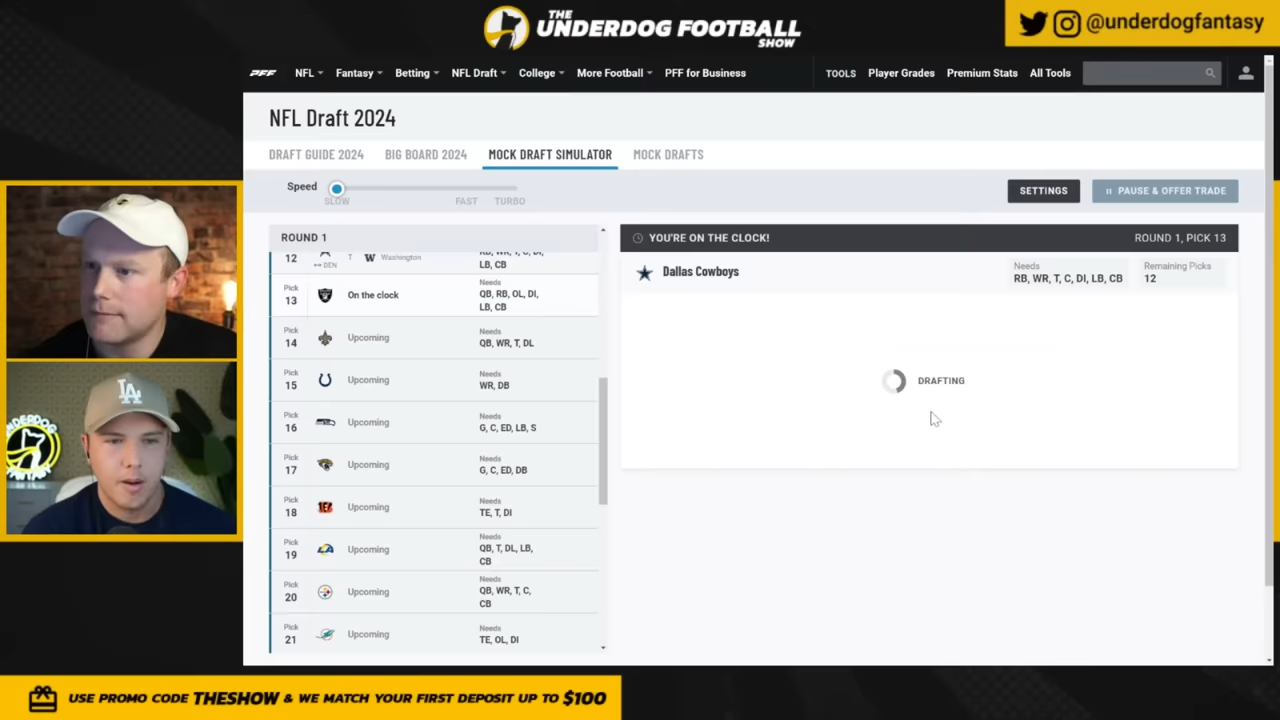 THE
UNDERDOG FOOTBALL
SHOW
@underdogfantasy
PFF
NFL
Fantasy
Betting
NFL Draft
College
More Football
PFF for Business
TOOLS
Player Grades
Premium Stats
All Tools
NFL Draft 2024
DRAFT GUIDE 2024
BIG BOARD 2024
MOCK DRAFT SIMULATOR
MOCK DRAFTS
Speed
SLOW
FAST
TURBO
SETTINGS
PAUSE & OFFER TRADE
ROUND 1
12
DEN
T
W
Washington
RB, WR, T, C, DI,
LB, CB
Pick
13
On the clock
Needs
QB, RB, OL, DI,
LB, CB
Pick
14
Upcoming
Needs
QB, WR, T, DL
Pick
15
Upcoming
Needs
WR, DB
Pick
16
Upcoming
Needs
G, C, ED, LB, S
Pick
17
Upcoming
Needs
G, C, ED, DB
Pick
18
Upcoming
Needs
TE, T, DI
Pick
19
Upcoming
Needs
QB, T, DL, LB,
CB
Pick
20
Upcoming
Needs
QB, WR, T, C,
CB
Pick
21
Upcoming
Needs
TE, OL, DI
YOU'RE ON THE CLOCK!
ROUND 1, PICK 13
Dallas Cowboys
Needs
RB, WR, T, C, DI, LB, CB
Remaining Picks
12
DRAFTING
LA
UNDERDOG
FANTASY
USE PROMO CODE THESHOW & WE MATCH YOUR FIRST DEPOSIT UP TO $100